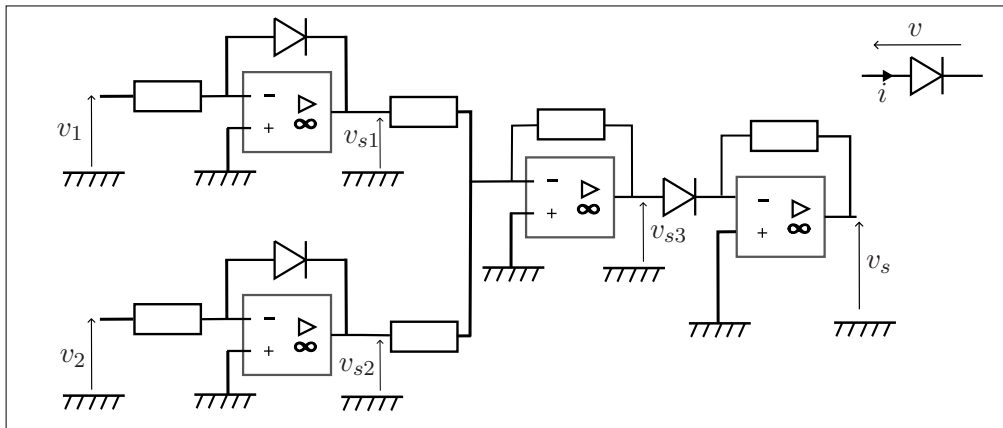 v
i
v1
−
+
▷
∞
vs1
v2
−
+
▷
∞
vs2
−
+
▷
∞
vs3
−
+
▷
∞
vs